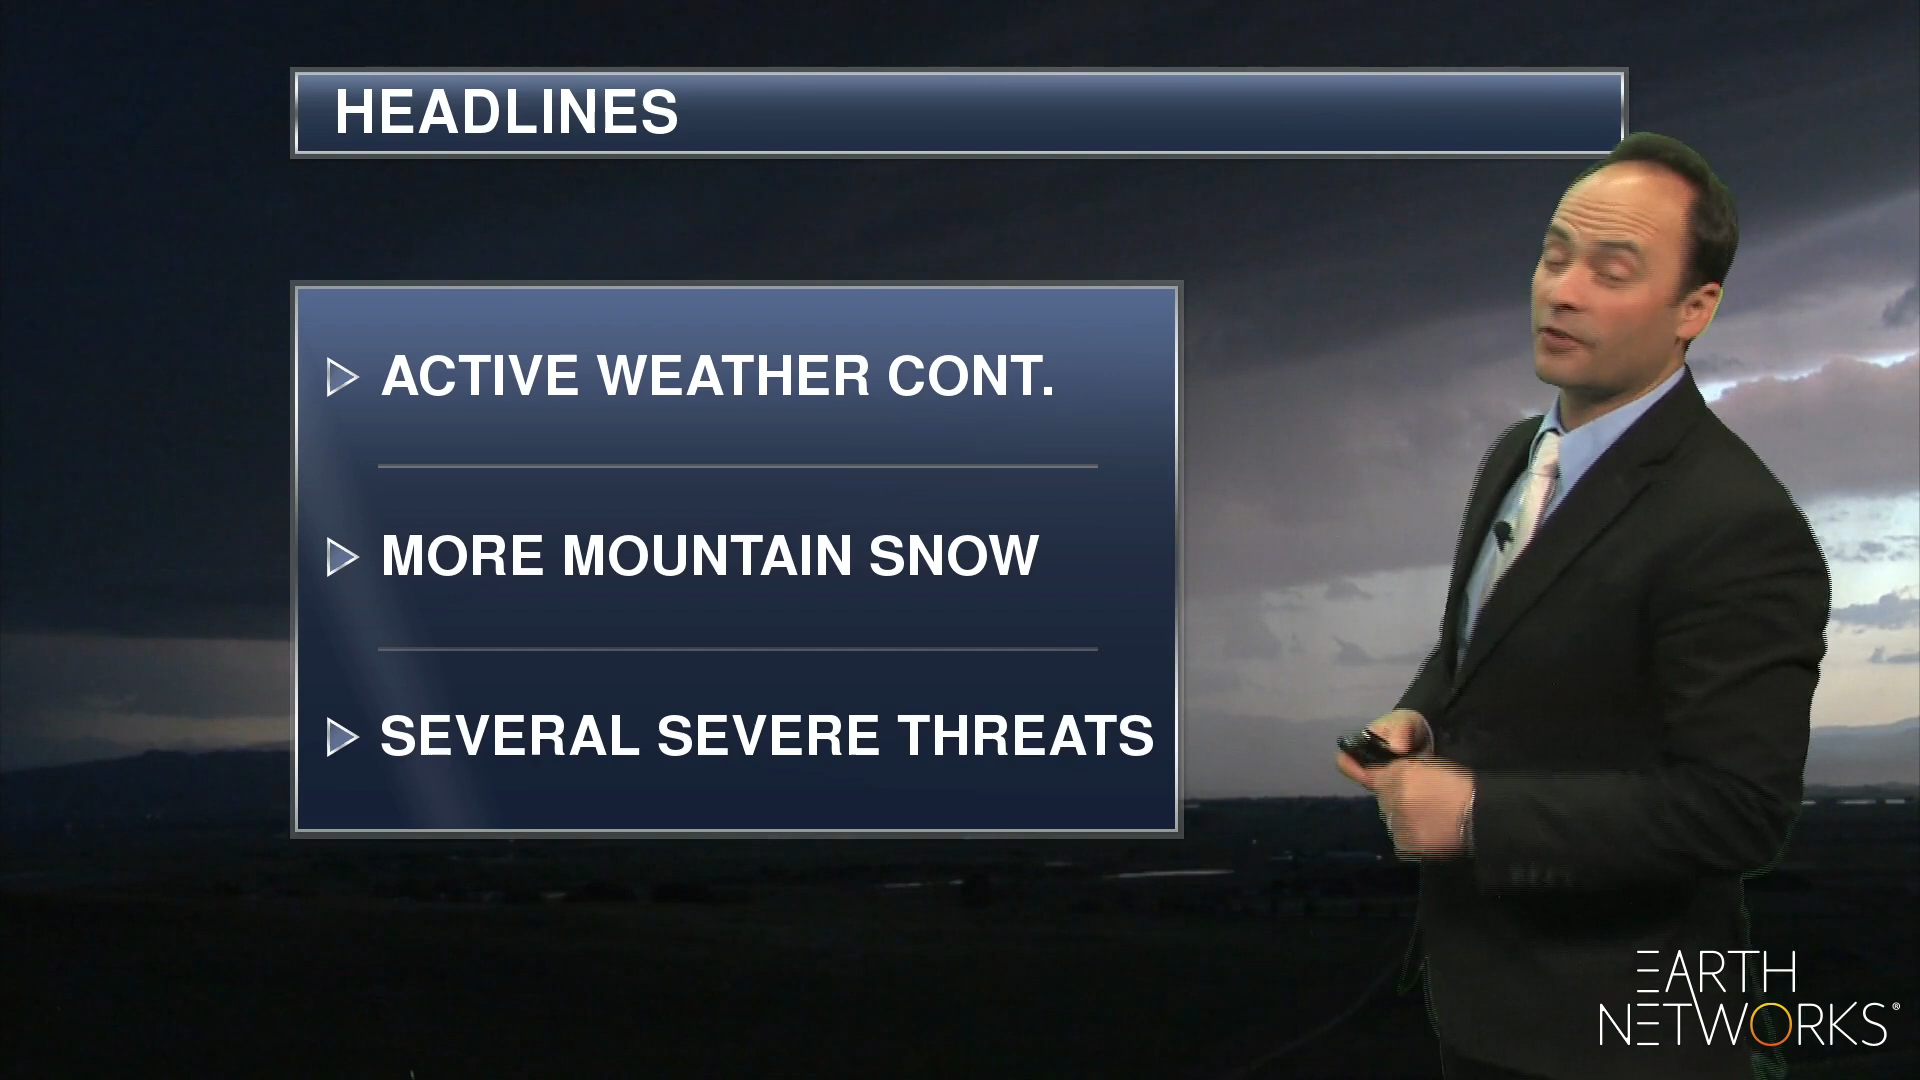 HEADLINES
ACTIVE WEATHER CONT.
MORE MOUNTAIN SNOW
SEVERAL SEVERE THREATS
EARTH
NETWORKS®